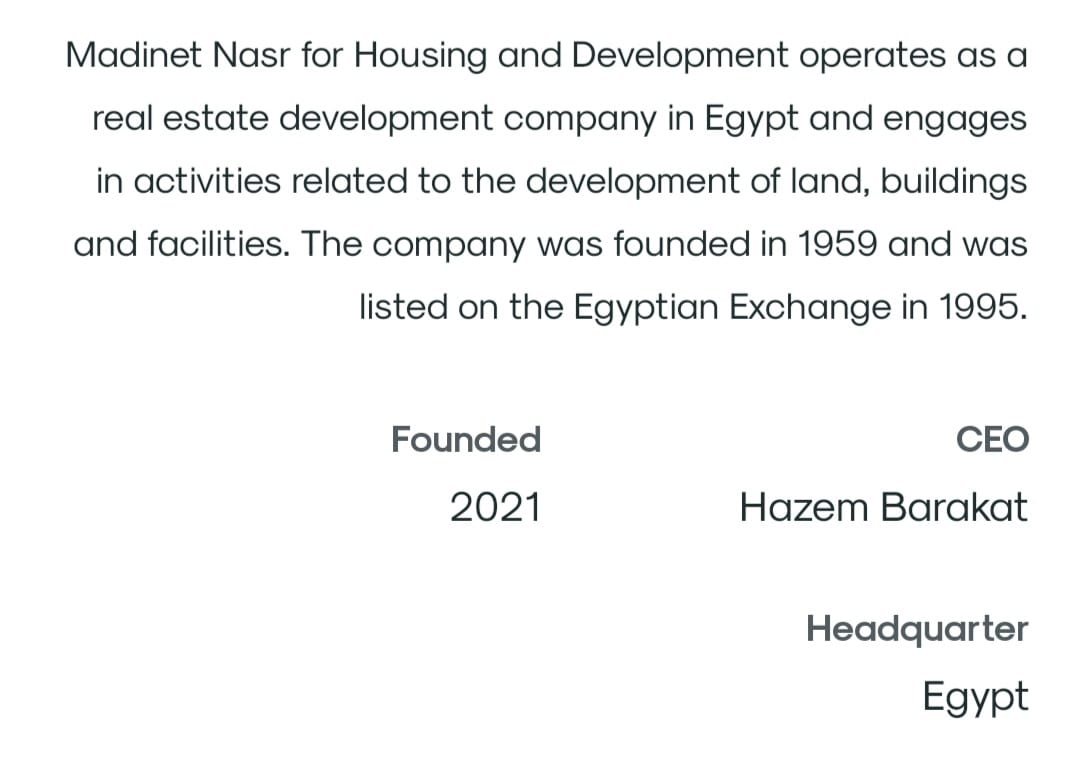 Madinet Nasr for Housing and Development operates as a
real estate development company in Egypt and engages
in activities related to the development of land, buildings
and facilities. The company was founded in 1959 and was
listed on the Egyptian Exchange in 1995.
Founded
2021
CEO
Hazem Barakat
Headquarter
Egypt